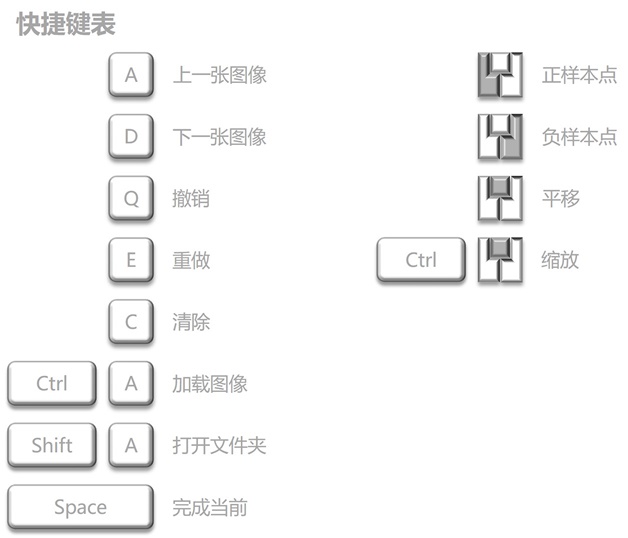 快捷键表
A 上一张图像
正样本点
D 下一张图像
负样本点
Q 撤销
平移
E 重做
Ctrl 缩放
C 清除
Ctrl A 加载图像
Shift A 打开文件夹
Space 完成当前